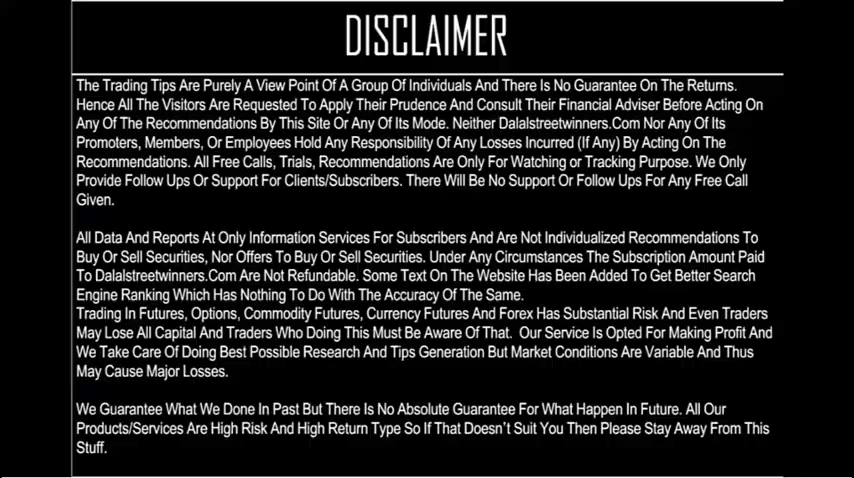 DISCLAIMER
The Trading Tips Are Purely A View Point Of A Group Of Individuals And There Is No Guarantee On The Returns.
Hence All The Visitors Are Requested To Apply Their Prudence And Consult Their Financial Adviser Before Acting On
Any Of The Recommendations By This Site Or Any Of Its Mode. Neither Dalalstreetwinners.Com Nor Any Of Its
Promoters, Members, Or Employees Hold Any Responsibility Of Any Losses Incurred (If Any) By Acting On The
Recommendations. All Free Calls, Trials, Recommendations Are Only For Watching or Tracking Purpose. We Only
Provide Follow Ups Or Support For Clients/Subscribers. There Will Be No Support Or Follow Ups For Any Free Call
Given.
All Data And Reports At Only Information Services For Subscribers And Are Not Individualized Recommendations To
Buy Or Sell Securities, Nor Offers To Buy Or Sell Securities. Under Any Circumstances The Subscription Amount Paid
To Dalalstreetwinners.Com Are Not Refundable. Some Text On The Website Has Been Added To Get Better Search
Engine Ranking Which Has Nothing To Do With The Accuracy Of The Same.
Trading In Futures, Options, Commodity Futures, Currency Futures And Forex Has Substantial Risk And Even Traders
May Lose All Capital And Traders Who Doing This Must Be Aware Of That. Our Service Is Opted For Making Profit And
We Take Care Of Doing Best Possible Research And Tips Generation But Market Conditions Are Variable And Thus
May Cause Major Losses.
We Guarantee What We Done In Past But There Is No Absolute Guarantee For What Happen In Future. All Our
Products/Services Are High Risk And High Return Type So If That Doesn't Suit You Then Please Stay Away From This
Stuff.